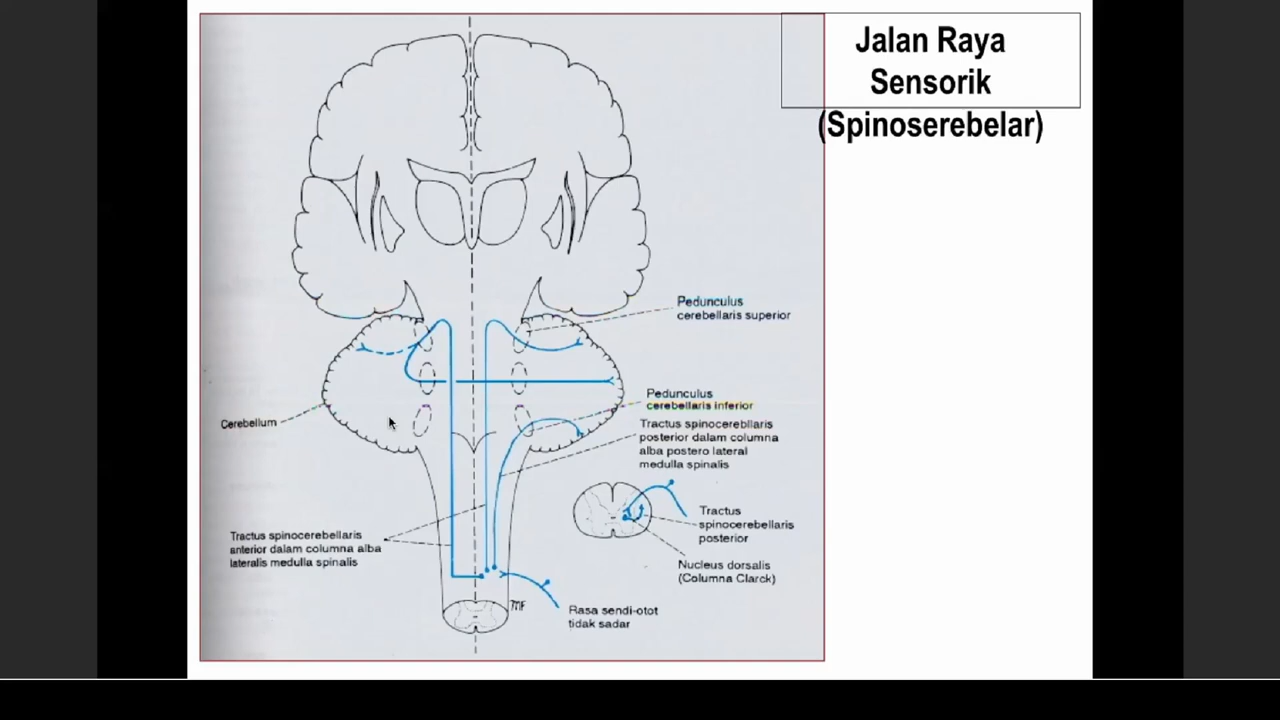 Jalan Raya
Sensorik
(Spinoserebelar)
Pedunculus
cerebellaris superior
Pedunculus
cerebellaris inferior
Cerebellum
Tractus spinocerebllaris
posterior dalam columna
alba postero lateral
medulla spinalis
Tractus
spinocerebellaris
posterior
Tractus spinocerebellaris
anterior dalam columna alba
lateralis medulla spinalis
Nucleus dorsalis
(Columna Clarck)
Rasa sendi-otot
tidak sadar